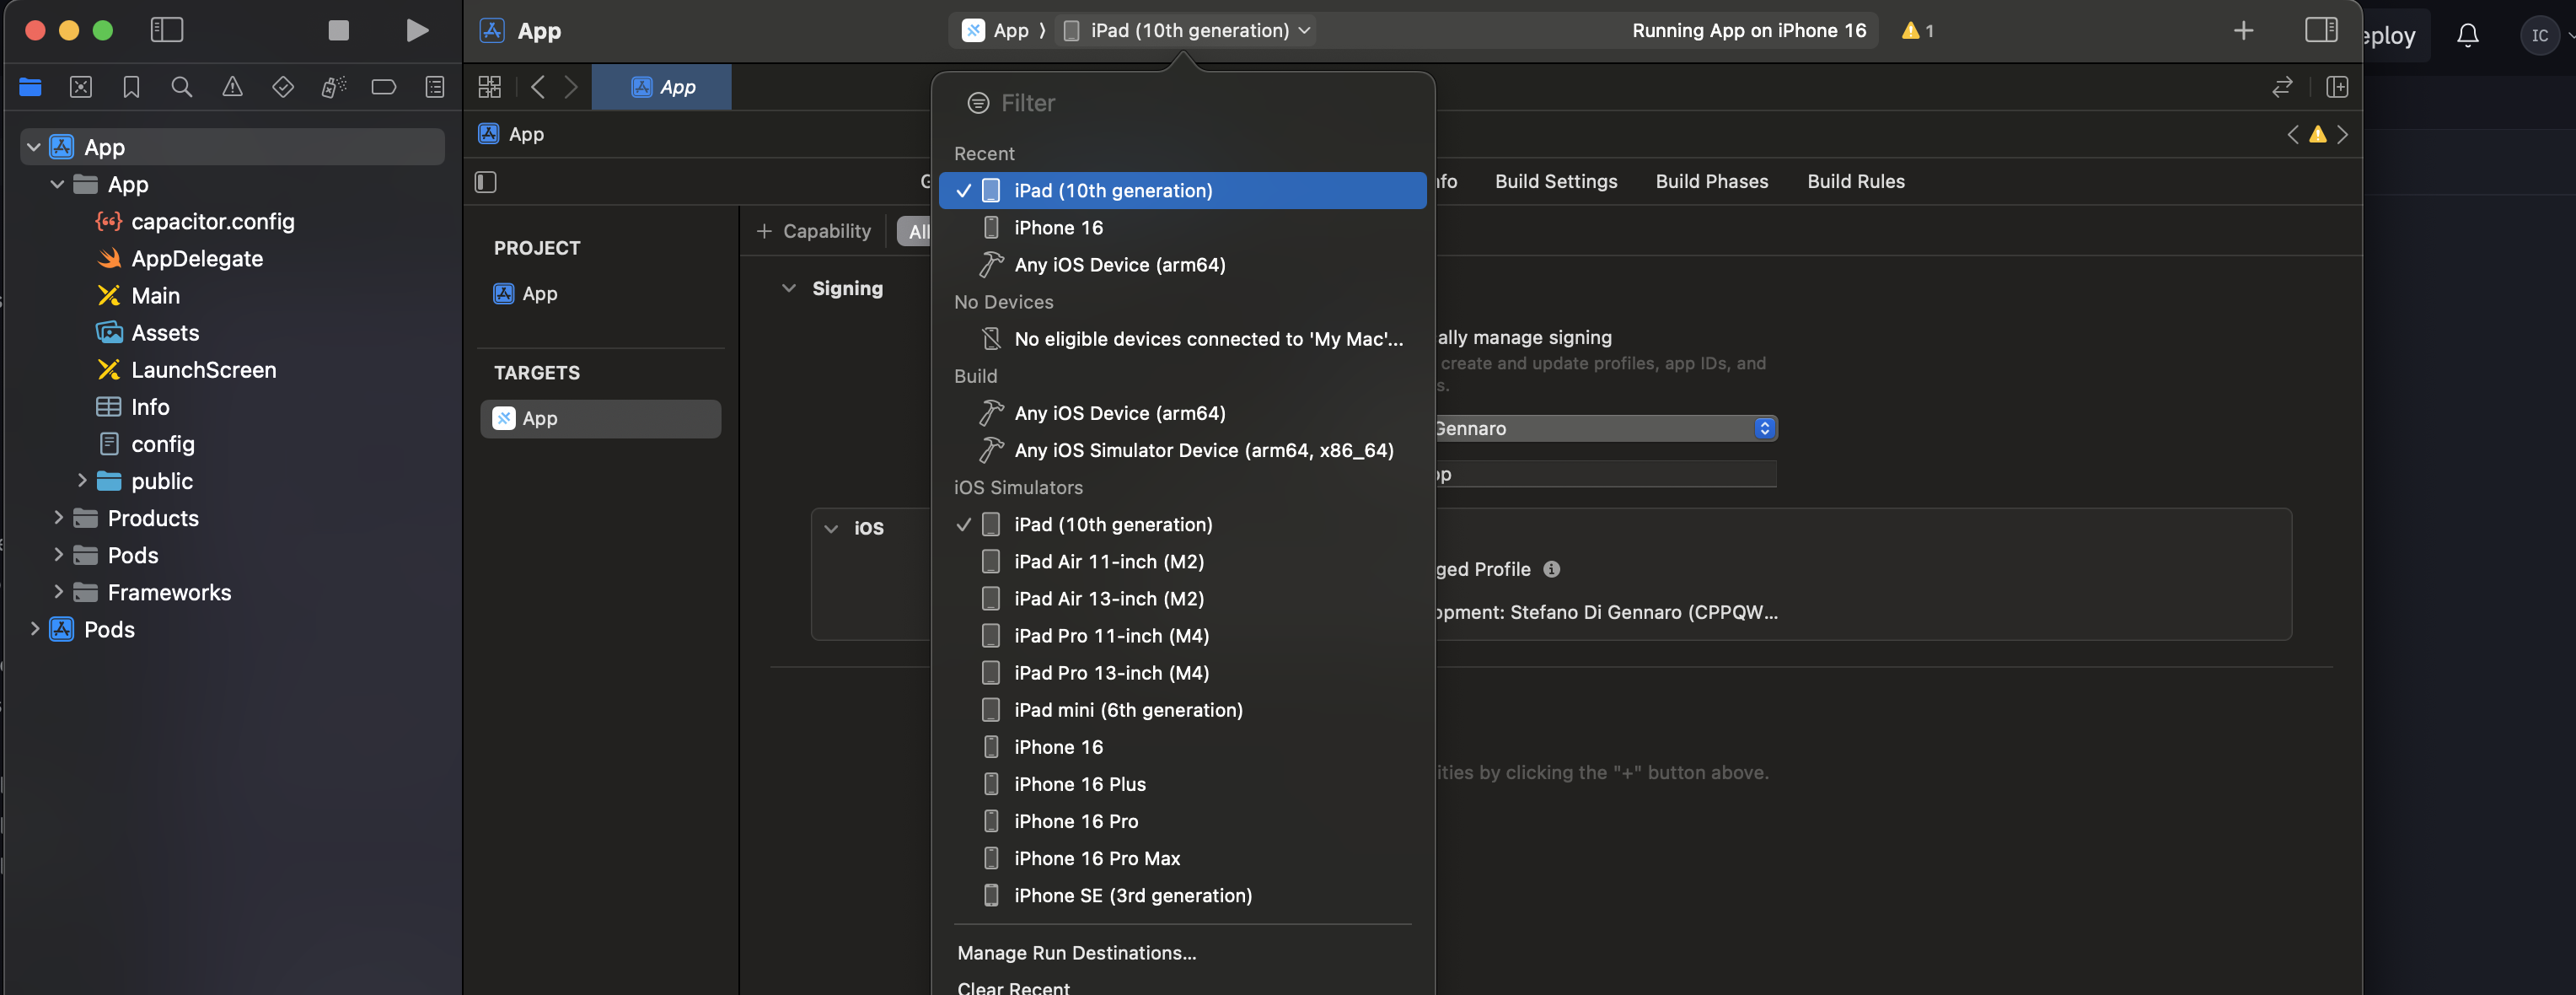 App
App ⟩ iPad (10th generation)
Running App on iPhone 16
1
eploy
IC
App
App
Filter
Recent
iPad (10th generation)
iPhone 16
Any iOS Device (arm64)
No Devices
No eligible devices connected to 'My Mac'...
Build
Any iOS Device (arm64)
Any iOS Simulator Device (arm64, x86_64)
iOS Simulators
iPad (10th generation)
iPad Air 11-inch (M2)
iPad Air 13-inch (M2)
iPad Pro 11-inch (M4)
iPad Pro 13-inch (M4)
iPad mini (6th generation)
iPhone 16
iPhone 16 Plus
iPhone 16 Pro
iPhone 16 Pro Max
iPhone SE (3rd generation)
Manage Run Destinations...
Clear Recent
App
App
capacitor.config
AppDelegate
Main
Assets
LaunchScreen
Info
config
public
Products
Pods
Frameworks
Pods
PROJECT
App
TARGETS
App
nfo Build Settings Build Phases Build Rules
+ Capability All
Signing
ally manage signing
create and update profiles, app IDs, and
s.
Gennaro
pp
iOS
ged Profile
opment: Stefano Di Gennaro (CPPQW...
ities by clicking the "+" button above.